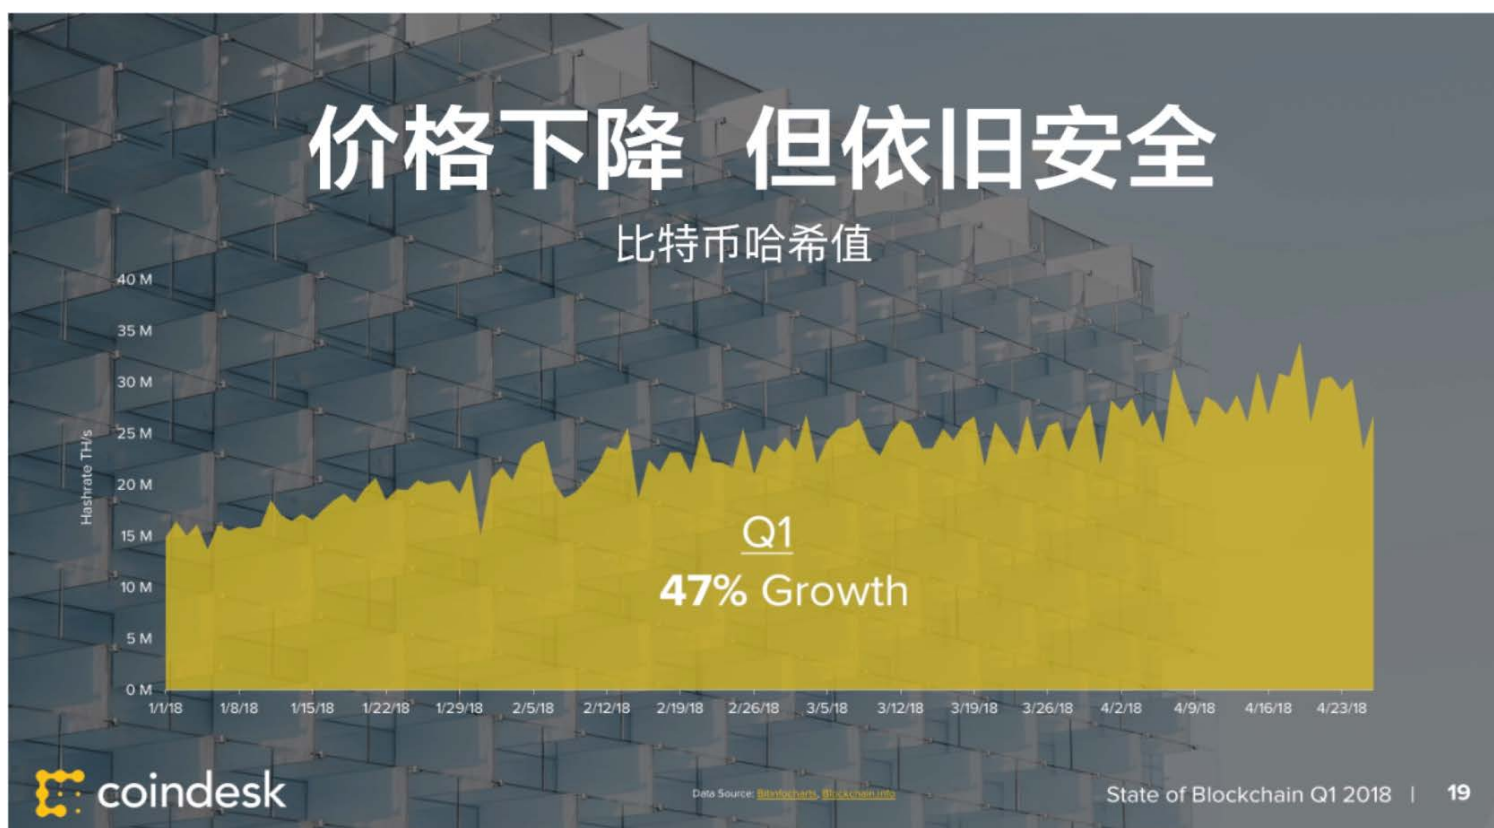 价格下降 但依旧安全
比特币哈希值
40 M
35 M
30 M
25 M
20 M
15 M
10 M
5 M
0 M
Hashrate TH/s
Q1
47% Growth
1/1/18 1/8/18 1/15/18 1/22/18 1/29/18 2/5/18 2/12/18 2/19/18 2/26/18 3/5/18 3/12/18 3/19/18 3/26/18 4/2/18 4/9/18 4/16/18 4/23/18
coindesk
Data Source: Bitinfocharts, Blockchain.info
State of Blockchain Q1 2018 | 19